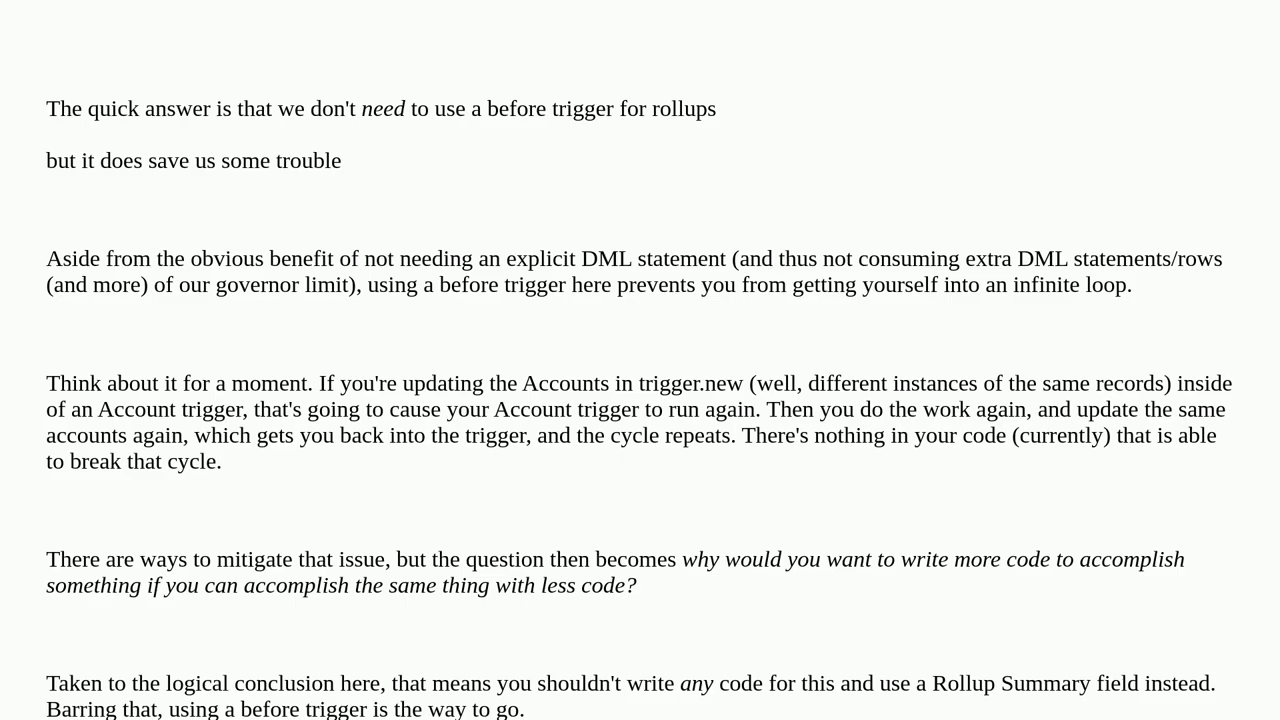 The quick answer is that we don't need to use a before trigger for rollups
but it does save us some trouble
Aside from the obvious benefit of not needing an explicit DML statement (and thus not consuming extra DML statements/rows
(and more) of our governor limit), using a before trigger here prevents you from getting yourself into an infinite loop.
Think about it for a moment. If you're updating the Accounts in trigger.new (well, different instances of the same records) inside
of an Account trigger, that's going to cause your Account trigger to run again. Then you do the work again, and update the same
accounts again, which gets you back into the trigger, and the cycle repeats. There's nothing in your code (currently) that is able
to break that cycle.
There are ways to mitigate that issue, but the question then becomes why would you want to write more code to accomplish
something if you can accomplish the same thing with less code?
Taken to the logical conclusion here, that means you shouldn't write any code for this and use a Rollup Summary field instead.
Barring that, using a before trigger is the way to go.